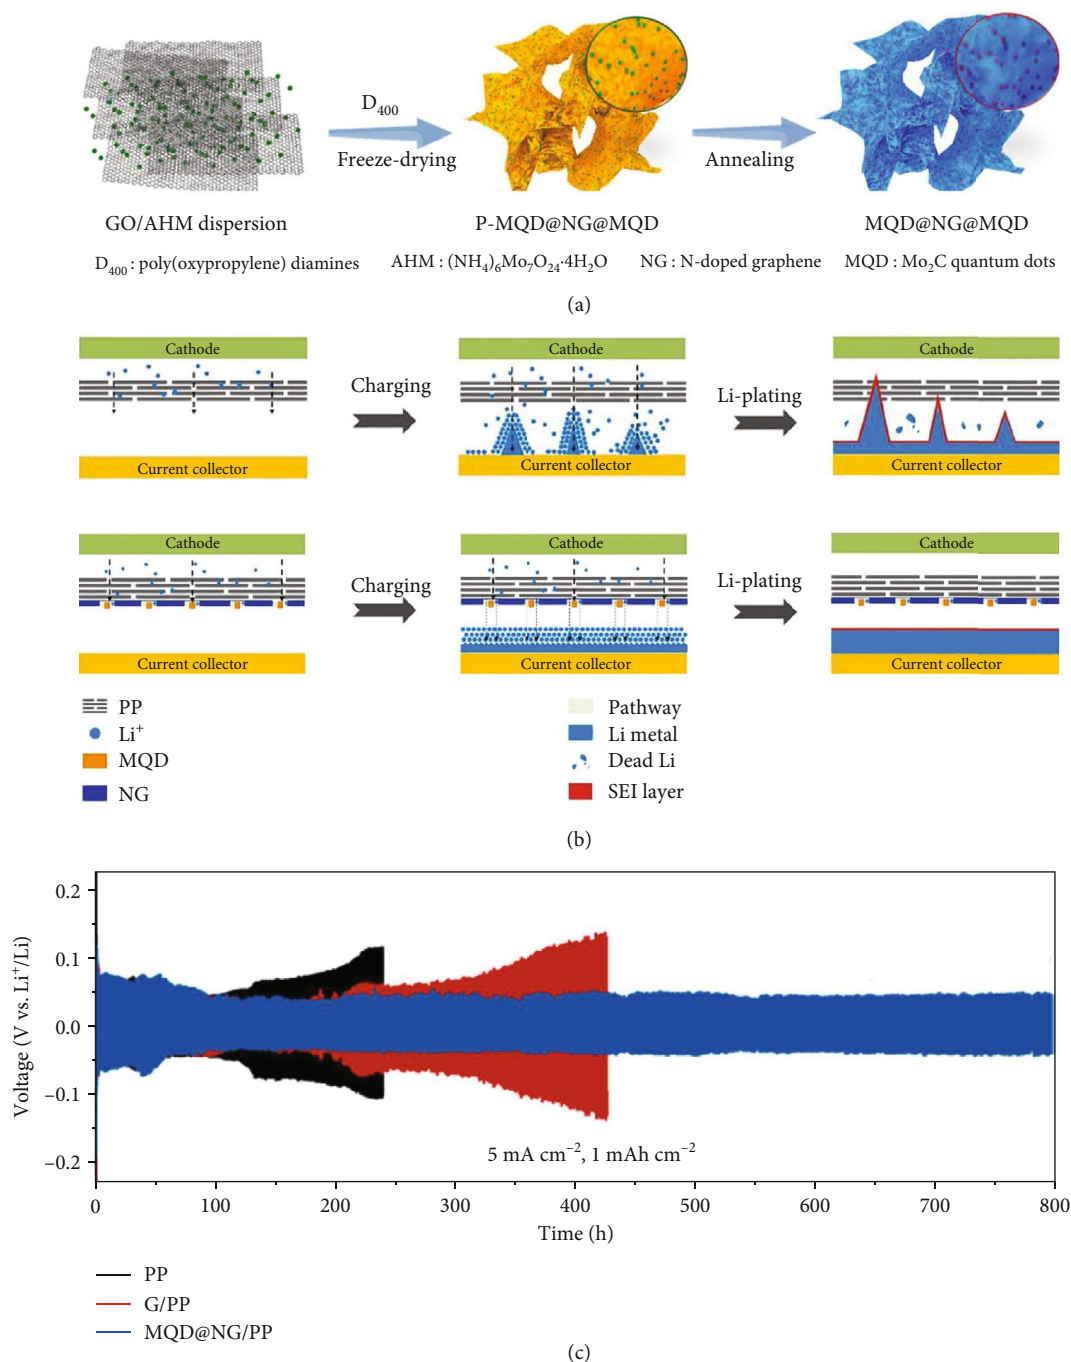 D₄₀₀
Freeze-drying
Annealing
GO/AHM dispersion
P-MQD@NG@MQD
MQD@NG@MQD
D₄₀₀ : poly(oxypropylene) diamines
AHM : (NH₄)₆Mo₇O₂₄·4H₂O
NG : N-doped graphene
MQD : Mo₂C quantum dots
(a)
Cathode
Current collector
Charging
Cathode
Current collector
Li-plating
Cathode
Current collector
Cathode
Current collector
Charging
Cathode
Current collector
Li-plating
Cathode
Current collector
PP
Li⁺
MQD
NG
Pathway
Li metal
Dead Li
SEI layer
(b)
Voltage (V vs. Li⁺/Li)
0.2
0.1
0.0
−0.1
−0.2
5 mA cm⁻², 1 mAh cm⁻²
0 100 200 300 400 500 600 700 800
Time (h)
PP
G/PP
MQD@NG/PP
(c)